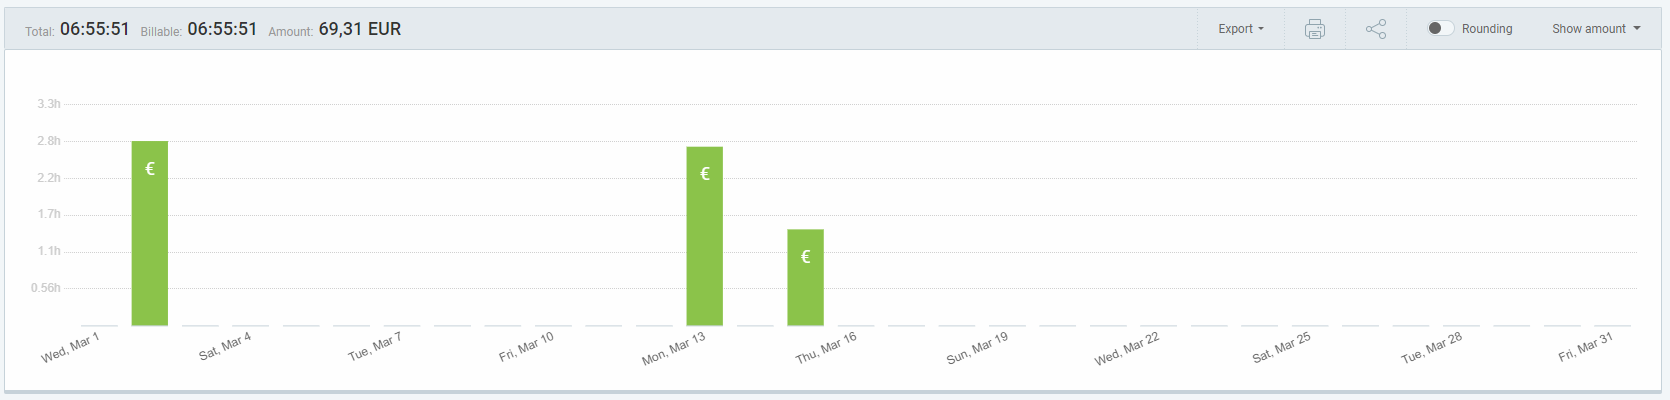 Total: 06:55:51 Billable: 06:55:51 Amount: 69,31 EUR Export Rounding Show amount
3.3h
2.8h
€ €
2.2h
1.7h
€
1.1h
0.56h
Wed, Mar 1 Sat, Mar 4 Tue, Mar 7 Fri, Mar 10 Mon, Mar 13 Thu, Mar 16 Sun, Mar 19 Wed, Mar 22 Sat, Mar 25 Tue, Mar 28 Fri, Mar 31